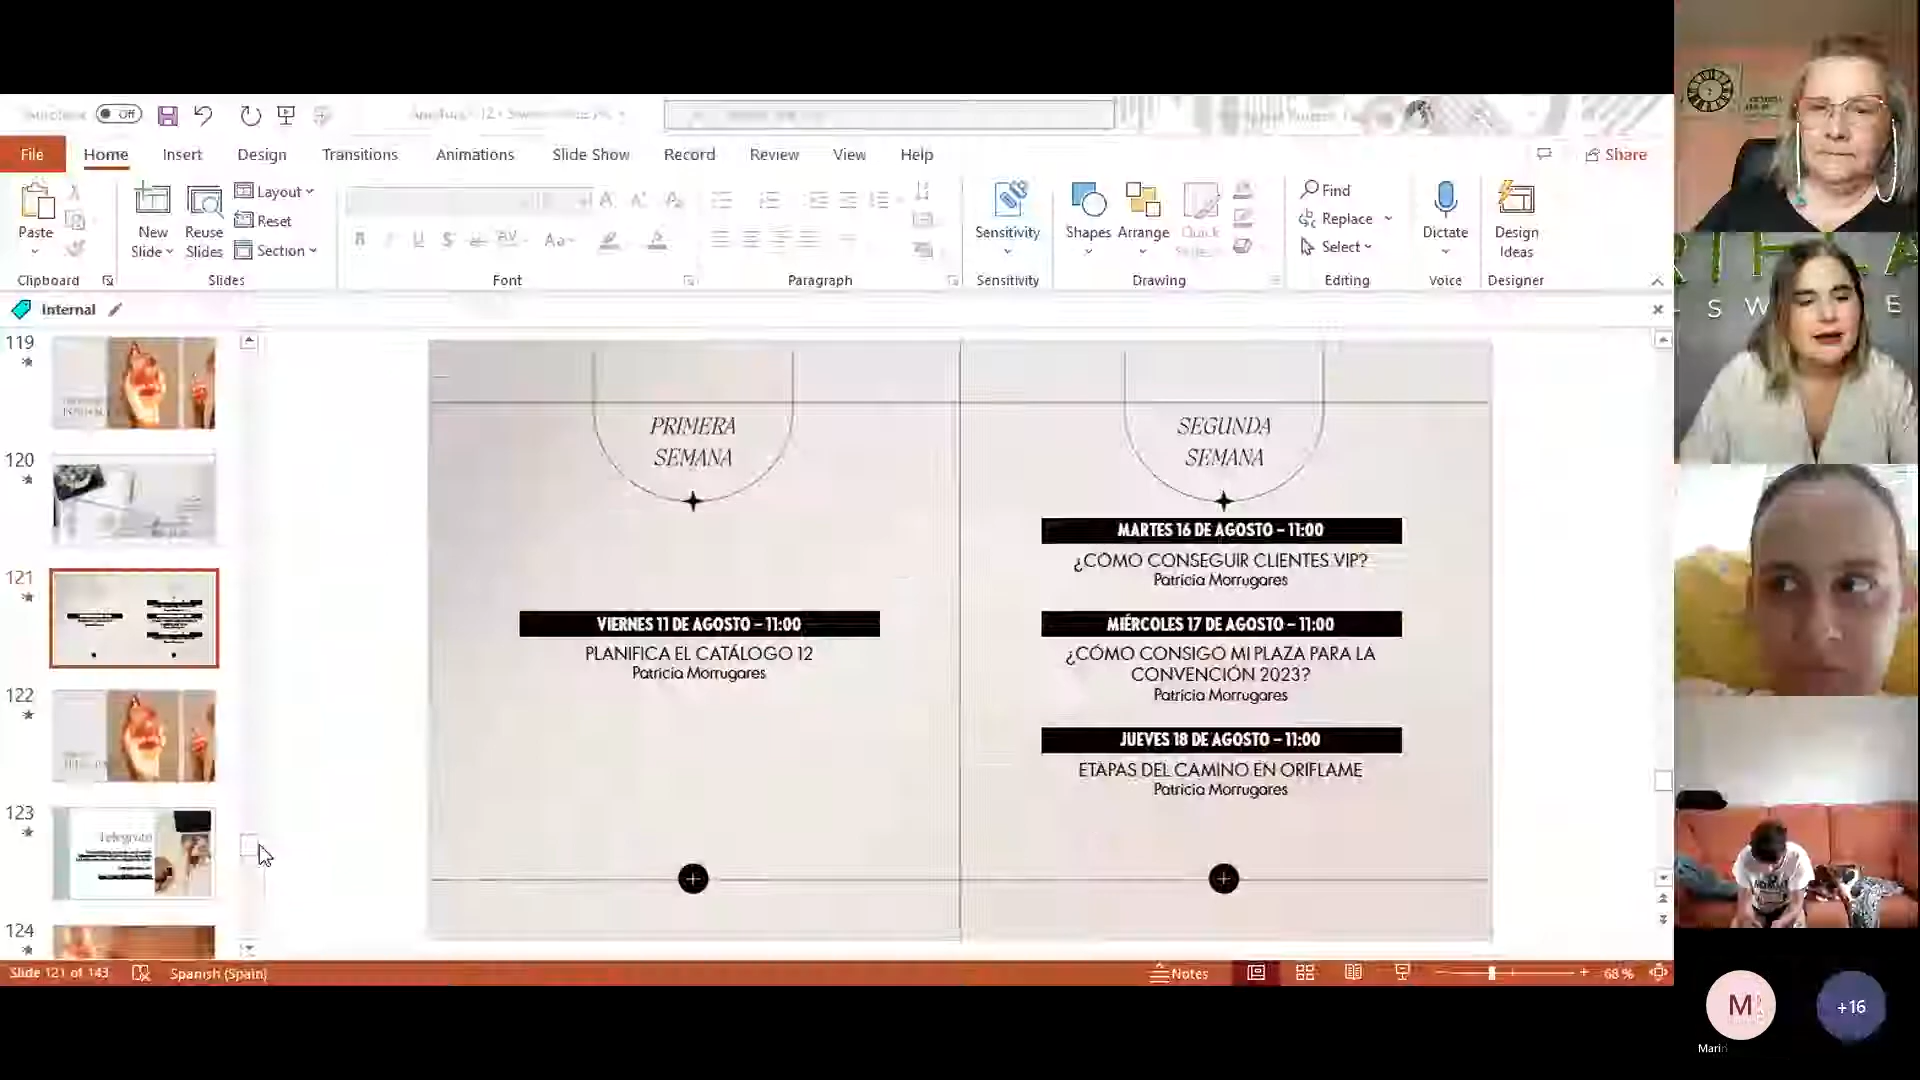 Off
File Home Insert Design Transitions Animations Slide Show Record Review View Help Share
Paste
New
Slide
Reuse
Slides
Layout
Reset
Section
Sensitivity
Shapes
Arrange
Quick
Find
Replace
Select
Dictate
Design
Ideas
Clipboard Slides Font Paragraph Sensitivity Drawing Editing Voice Designer
Internal
119
120
121
122
123
Telegram
124
PRIMERA
SEMANA
VIERNES 11 DE AGOSTO – 11:00
PLANIFICA EL CATÁLOGO 12
Patricia Morrugares
SEGUNDA
SEMANA
MARTES 16 DE AGOSTO – 11:00
¿CÓMO CONSEGUIR CLIENTES VIP?
Patricia Morrugares
MIÉRCOLES 17 DE AGOSTO – 11:00
¿CÓMO CONSIGO MI PLAZA PARA LA
CONVENCIÓN 2023?
Patricia Morrugares
JUEVES 18 DE AGOSTO – 11:00
ETAPAS DEL CAMINO EN ORIFLAME
Patricia Morrugares
Slide 121 of 143 Spanish (Spain) Notes 68 %
S W E
M
+16